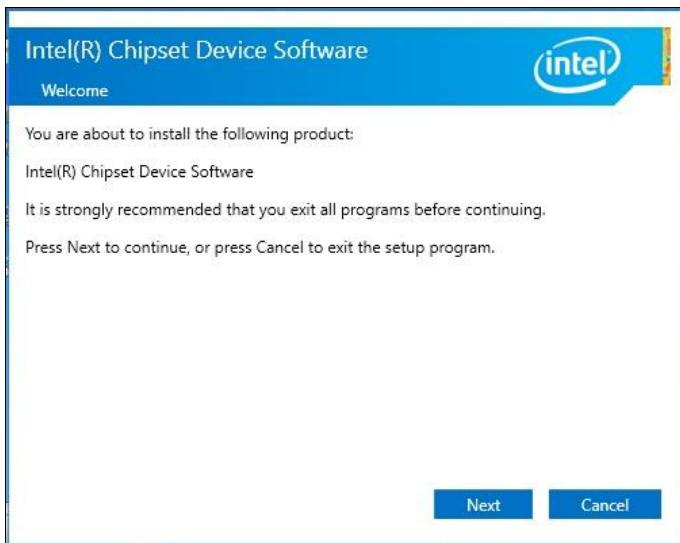 Intel(R) Chipset Device Software
intel
Welcome
You are about to install the following product:
Intel(R) Chipset Device Software
It is strongly recommended that you exit all programs before continuing.
Press Next to continue, or press Cancel to exit the setup program.
Next Cancel